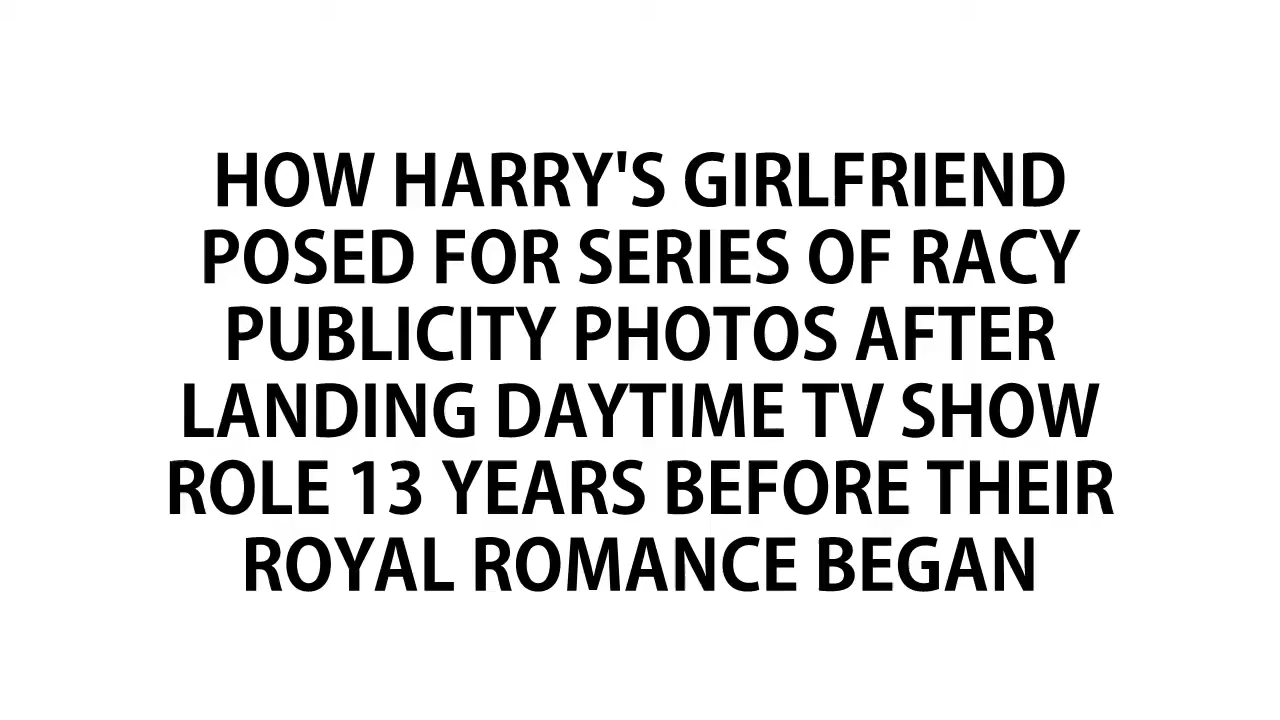 HOW HARRY'S GIRLFRIEND
POSED FOR SERIES OF RACY
PUBLICITY PHOTOS AFTER
LANDING DAYTIME TV SHOW
ROLE 13 YEARS BEFORE THEIR
ROYAL ROMANCE BEGAN